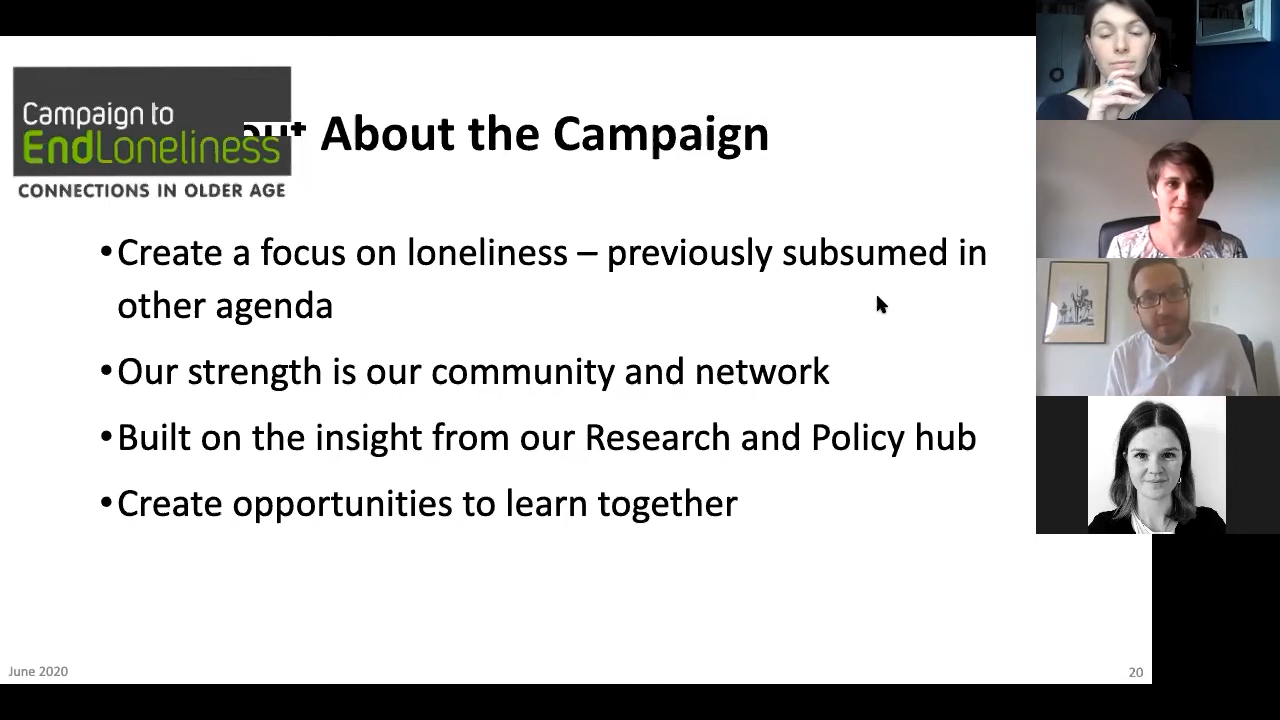 Campaign to
EndLoneliness
CONNECTIONS IN OLDER AGE
About the Campaign
•Create a focus on loneliness – previously subsumed in
other agenda
•Our strength is our community and network
•Built on the insight from our Research and Policy hub
•Create opportunities to learn together
June 2020
20